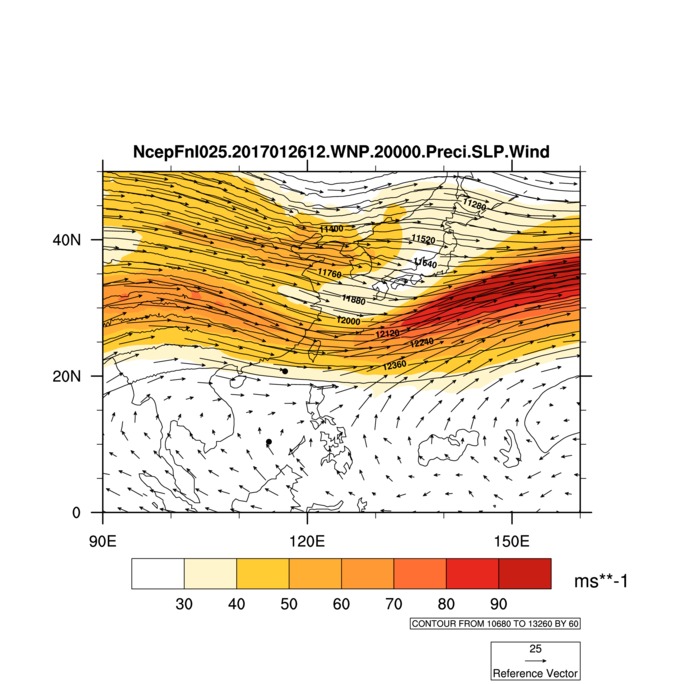 NcepFnl025.2017012612.WNP.20000.Preci.SLP.Wind
11280
11400
40N
11520
11640
11760
11880
12000
12120
12240
12360
20N
0
90E 120E 150E
30 40 50 60 70 80 90
ms**-1
CONTOUR FROM 10680 TO 13260 BY 60
25
Reference Vector